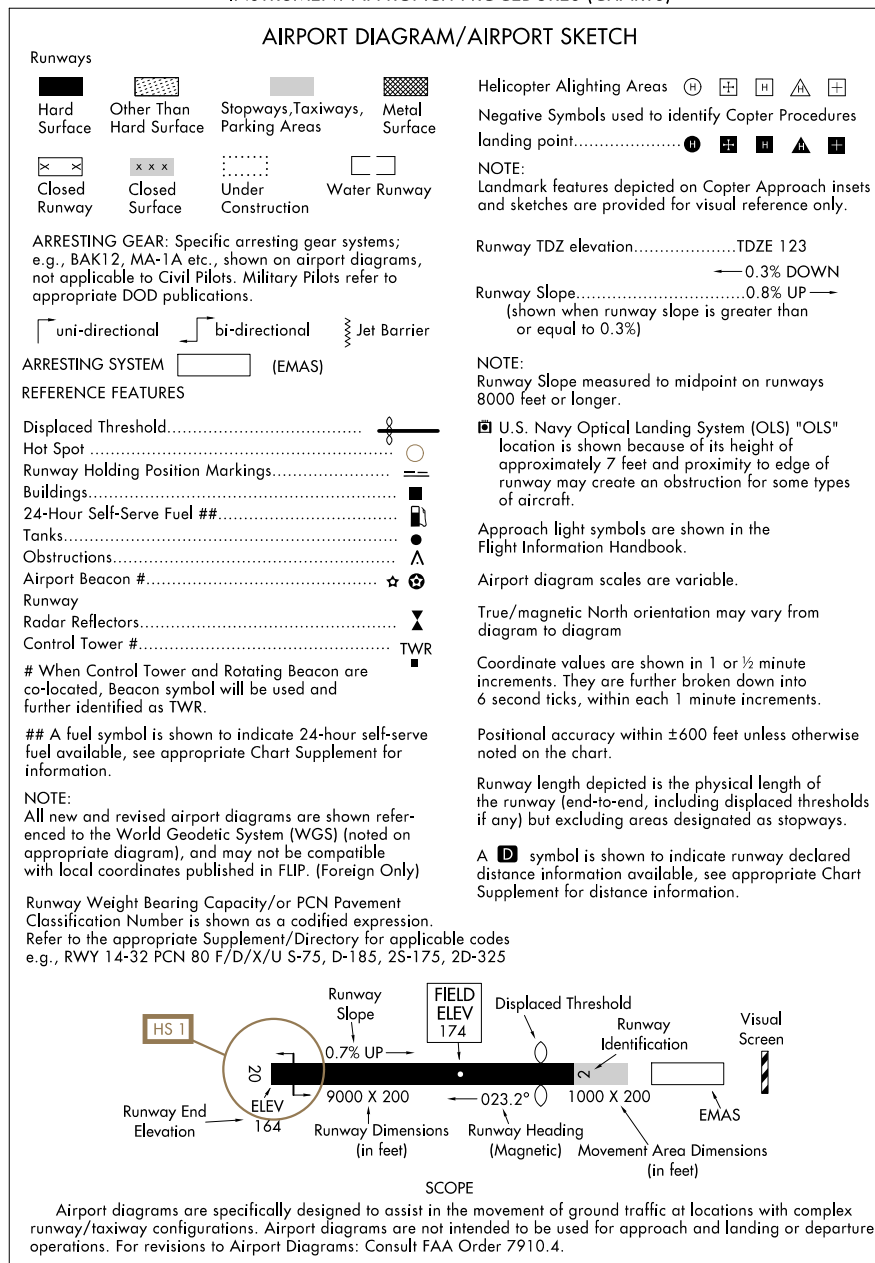 AIRPORT DIAGRAM/AIRPORT SKETCH
Runways
Hard
Surface
Other Than
Hard Surface
Stopways,Taxiways,
Parking Areas
Metal
Surface
x x
x x x
Closed
Runway
Closed
Surface
Under
Construction
Water Runway
ARRESTING GEAR: Specific arresting gear systems;
e.g., BAK12, MA-1A etc., shown on airport diagrams,
not applicable to Civil Pilots. Military Pilots refer to
appropriate DOD publications.
uni-directional
bi-directional
Jet Barrier
ARRESTING SYSTEM (EMAS)
REFERENCE FEATURES
Displaced Threshold
Hot Spot
Runway Holding Position Markings
Buildings
24-Hour Self-Serve Fuel ##
Tanks
Obstructions
Airport Beacon #
Runway
Radar Reflectors
Control Tower # TWR
# When Control Tower and Rotating Beacon are
co-located, Beacon symbol will be used and
further identified as TWR.
## A fuel symbol is shown to indicate 24-hour self-serve
fuel available, see appropriate Chart Supplement for
information.
NOTE:
All new and revised airport diagrams are shown refer-
enced to the World Geodetic System (WGS) (noted on
appropriate diagram), and may not be compatible
with local coordinates published in FLIP. (Foreign Only)
Runway Weight Bearing Capacity/or PCN Pavement
Classification Number is shown as a codified expression.
Refer to the appropriate Supplement/Directory for applicable codes
e.g., RWY 14-32 PCN 80 F/D/X/U S-75, D-185, 2S-175, 2D-325
Helicopter Alighting Areas H H H
Negative Symbols used to identify Copter Procedures
landing point H H H
NOTE:
Landmark features depicted on Copter Approach insets
and sketches are provided for visual reference only.
Runway TDZ elevation TDZE 123
0.3% DOWN
Runway Slope 0.8% UP
(shown when runway slope is greater than
or equal to 0.3%)
NOTE:
Runway Slope measured to midpoint on runways
8000 feet or longer.
U.S. Navy Optical Landing System (OLS) "OLS"
location is shown because of its height of
approximately 7 feet and proximity to edge of
runway may create an obstruction for some types
of aircraft.
Approach light symbols are shown in the
Flight Information Handbook.
Airport diagram scales are variable.
True/magnetic North orientation may vary from
diagram to diagram
Coordinate values are shown in 1 or ½ minute
increments. They are further broken down into
6 second ticks, within each 1 minute increments.
Positional accuracy within ±600 feet unless otherwise
noted on the chart.
Runway length depicted is the physical length of
the runway (end-to-end, including displaced thresholds
if any) but excluding areas designated as stopways.
A D symbol is shown to indicate runway declared
distance information available, see appropriate Chart
Supplement for distance information.
HS 1
Runway
Slope
0.7% UP
FIELD
ELEV
174
Displaced Threshold
Runway
Identification
Visual
Screen
20
2
ELEV
164
Runway End
Elevation
9000 X 200
Runway Dimensions
(in feet)
023.2°
Runway Heading
(Magnetic)
1000 X 200
Movement Area Dimensions
(in feet)
EMAS
SCOPE
Airport diagrams are specifically designed to assist in the movement of ground traffic at locations with complex
runway/taxiway configurations. Airport diagrams are not intended to be used for approach and landing or departure
operations. For revisions to Airport Diagrams: Consult FAA Order 7910.4.